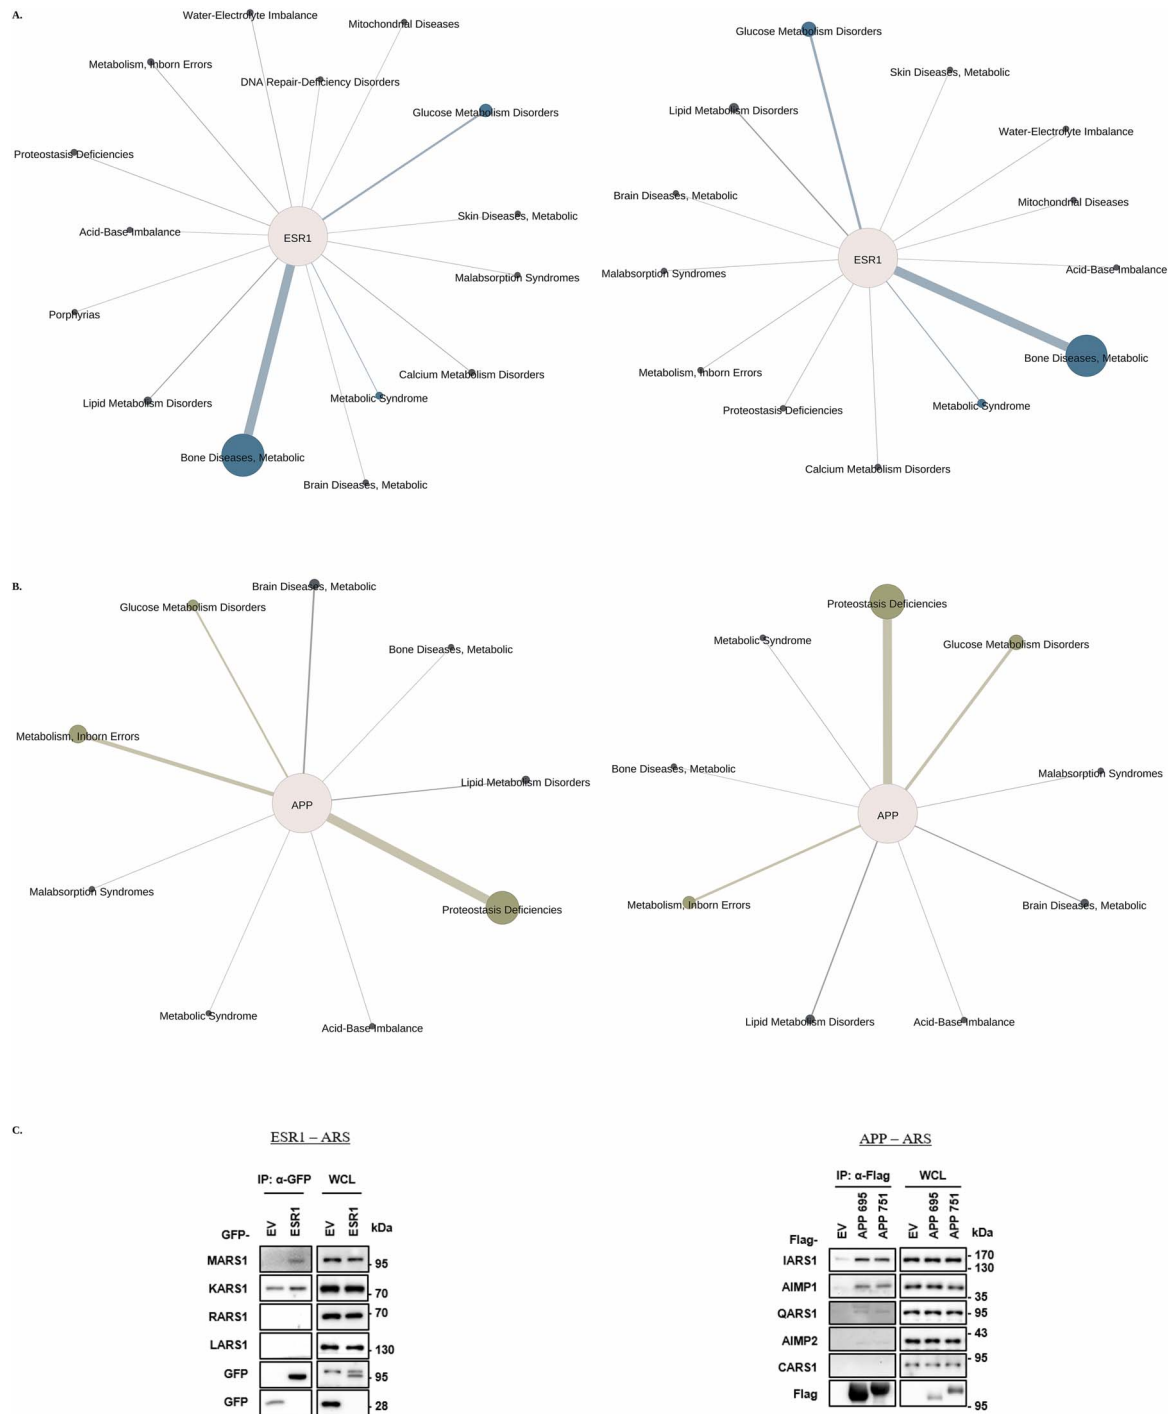 A.
Water-Electrolyte Imbalance
Mitochondrial Diseases
Metabolism, Inborn Errors
DNA Repair-Deficiency Disorders
Glucose Metabolism Disorders
Proteostasis Deficiencies
Skin Diseases, Metabolic
Acid-Base Imbalance
ESR1
Malabsorption Syndromes
Porphyrias
Calcium Metabolism Disorders
Metabolic Syndrome
Lipid Metabolism Disorders
Bone Diseases, Metabolic
Brain Diseases, Metabolic
Glucose Metabolism Disorders
Skin Diseases, Metabolic
Lipid Metabolism Disorders
Water-Electrolyte Imbalance
Brain Diseases, Metabolic
Mitochondrial Diseases
ESR1
Malabsorption Syndromes
Acid-Base Imbalance
Bone Diseases, Metabolic
Metabolism, Inborn Errors
Metabolic Syndrome
Proteostasis Deficiencies
Calcium Metabolism Disorders
B.
Brain Diseases, Metabolic
Glucose Metabolism Disorders
Bone Diseases, Metabolic
Metabolism, Inborn Errors
Lipid Metabolism Disorders
APP
Malabsorption Syndromes
Proteostasis Deficiencies
Metabolic Syndrome
Acid-Base Imbalance
Proteostasis Deficiencies
Metabolic Syndrome
Glucose Metabolism Disorders
Bone Diseases, Metabolic
Malabsorption Syndromes
APP
Metabolism, Inborn Errors
Brain Diseases, Metabolic
Lipid Metabolism Disorders
Acid-Base Imbalance
C.
ESR1 – ARS
IP: α-GFP WCL
GFP- EV ESR1 EV ESR1 kDa
MARS1 95
KARS1 70
RARS1 70
LARS1 130
GFP 95
GFP 28
APP – ARS
IP: α-Flag WCL
Flag- EV APP 695 APP 751 EV APP 695 APP 751 kDa
IARS1 170
130
AIMP1 35
QARS1 95
AIMP2 43
CARS1 95
Flag 95